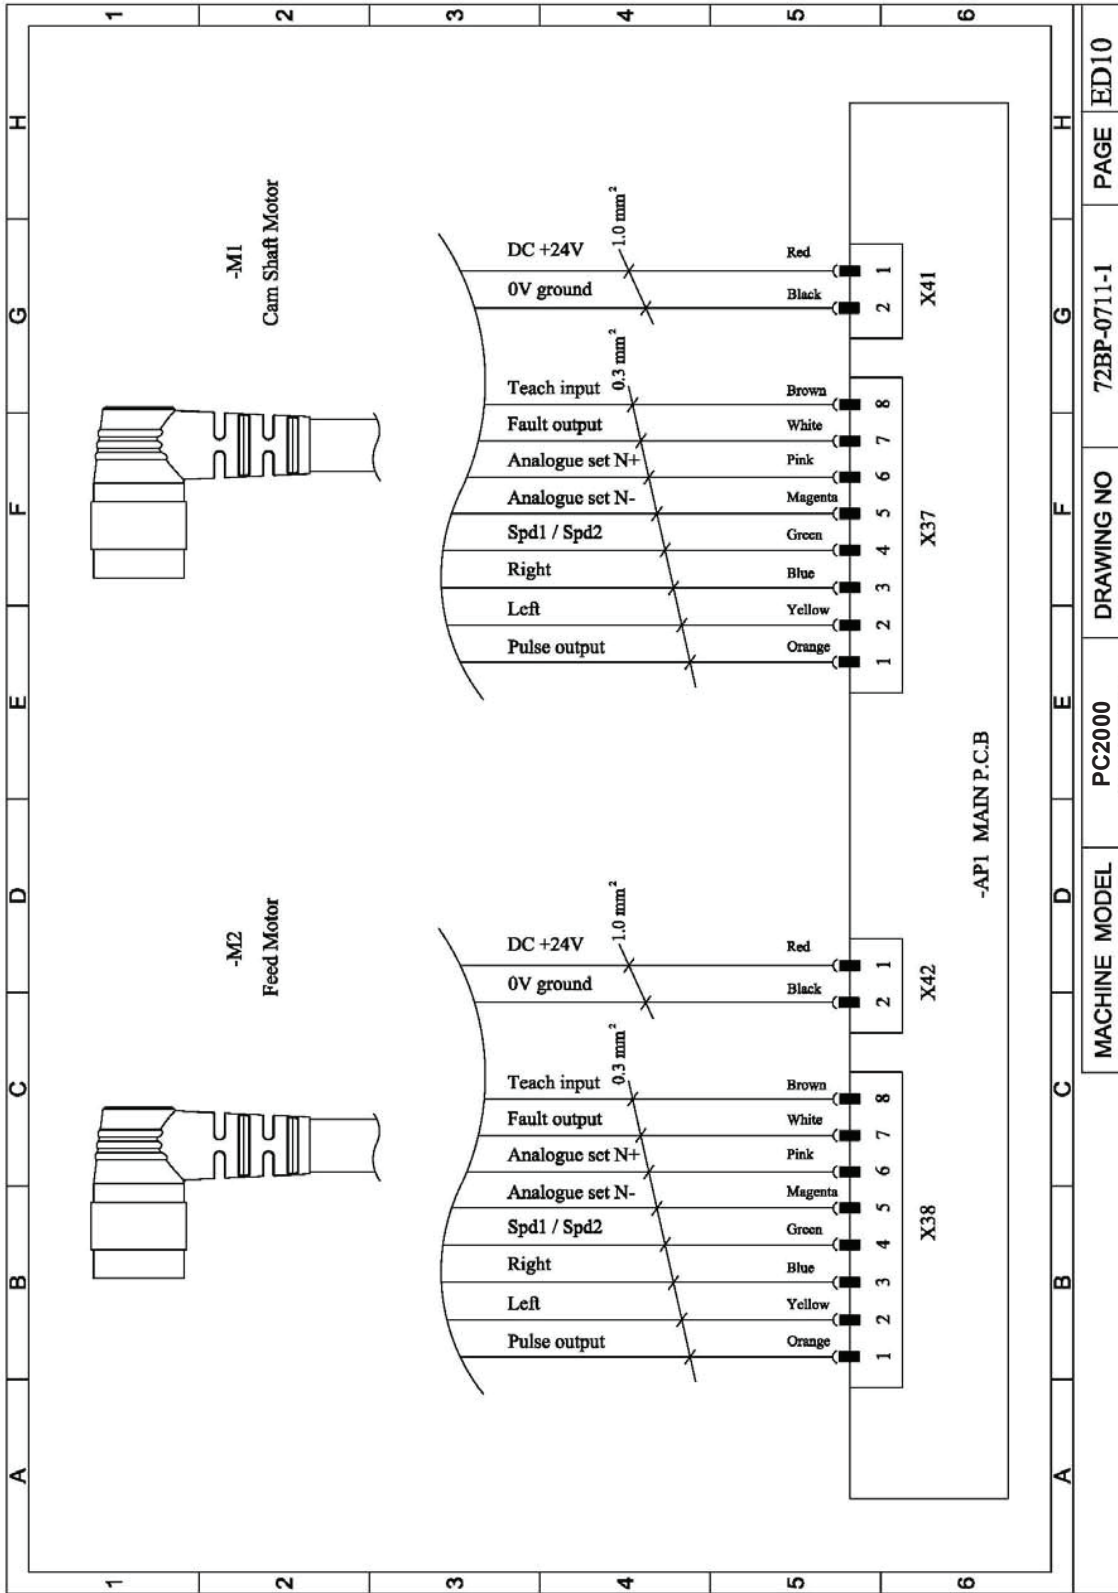 A B C D E F G H
1 1
2 2
3 3
4 4
5 5
6 6
A B C D E F G H
-M2
Feed Motor
-M1
Cam Shaft Motor
Pulse output
Left
Right
Spd1 / Spd2
Analogue set N-
Analogue set N+
Fault output
Teach input
0.3 mm²
0V ground
DC +24V
1.0 mm²
Orange
Yellow
Blue
Green
Magenta
Pink
White
Brown
Black
Red
1 2 3 4 5 6 7 8
X38
2 1
X42
Pulse output
Left
Right
Spd1 / Spd2
Analogue set N-
Analogue set N+
Fault output
Teach input
0.3 mm²
0V ground
DC +24V
1.0 mm²
Orange
Yellow
Blue
Green
Magenta
Pink
White
Brown
Black
Red
1 2 3 4 5 6 7 8
X37
2 1
X41
-AP1 MAIN P.C.B
MACHINE MODEL PC2000 DRAWING NO 72BP-0711-1 PAGE ED10